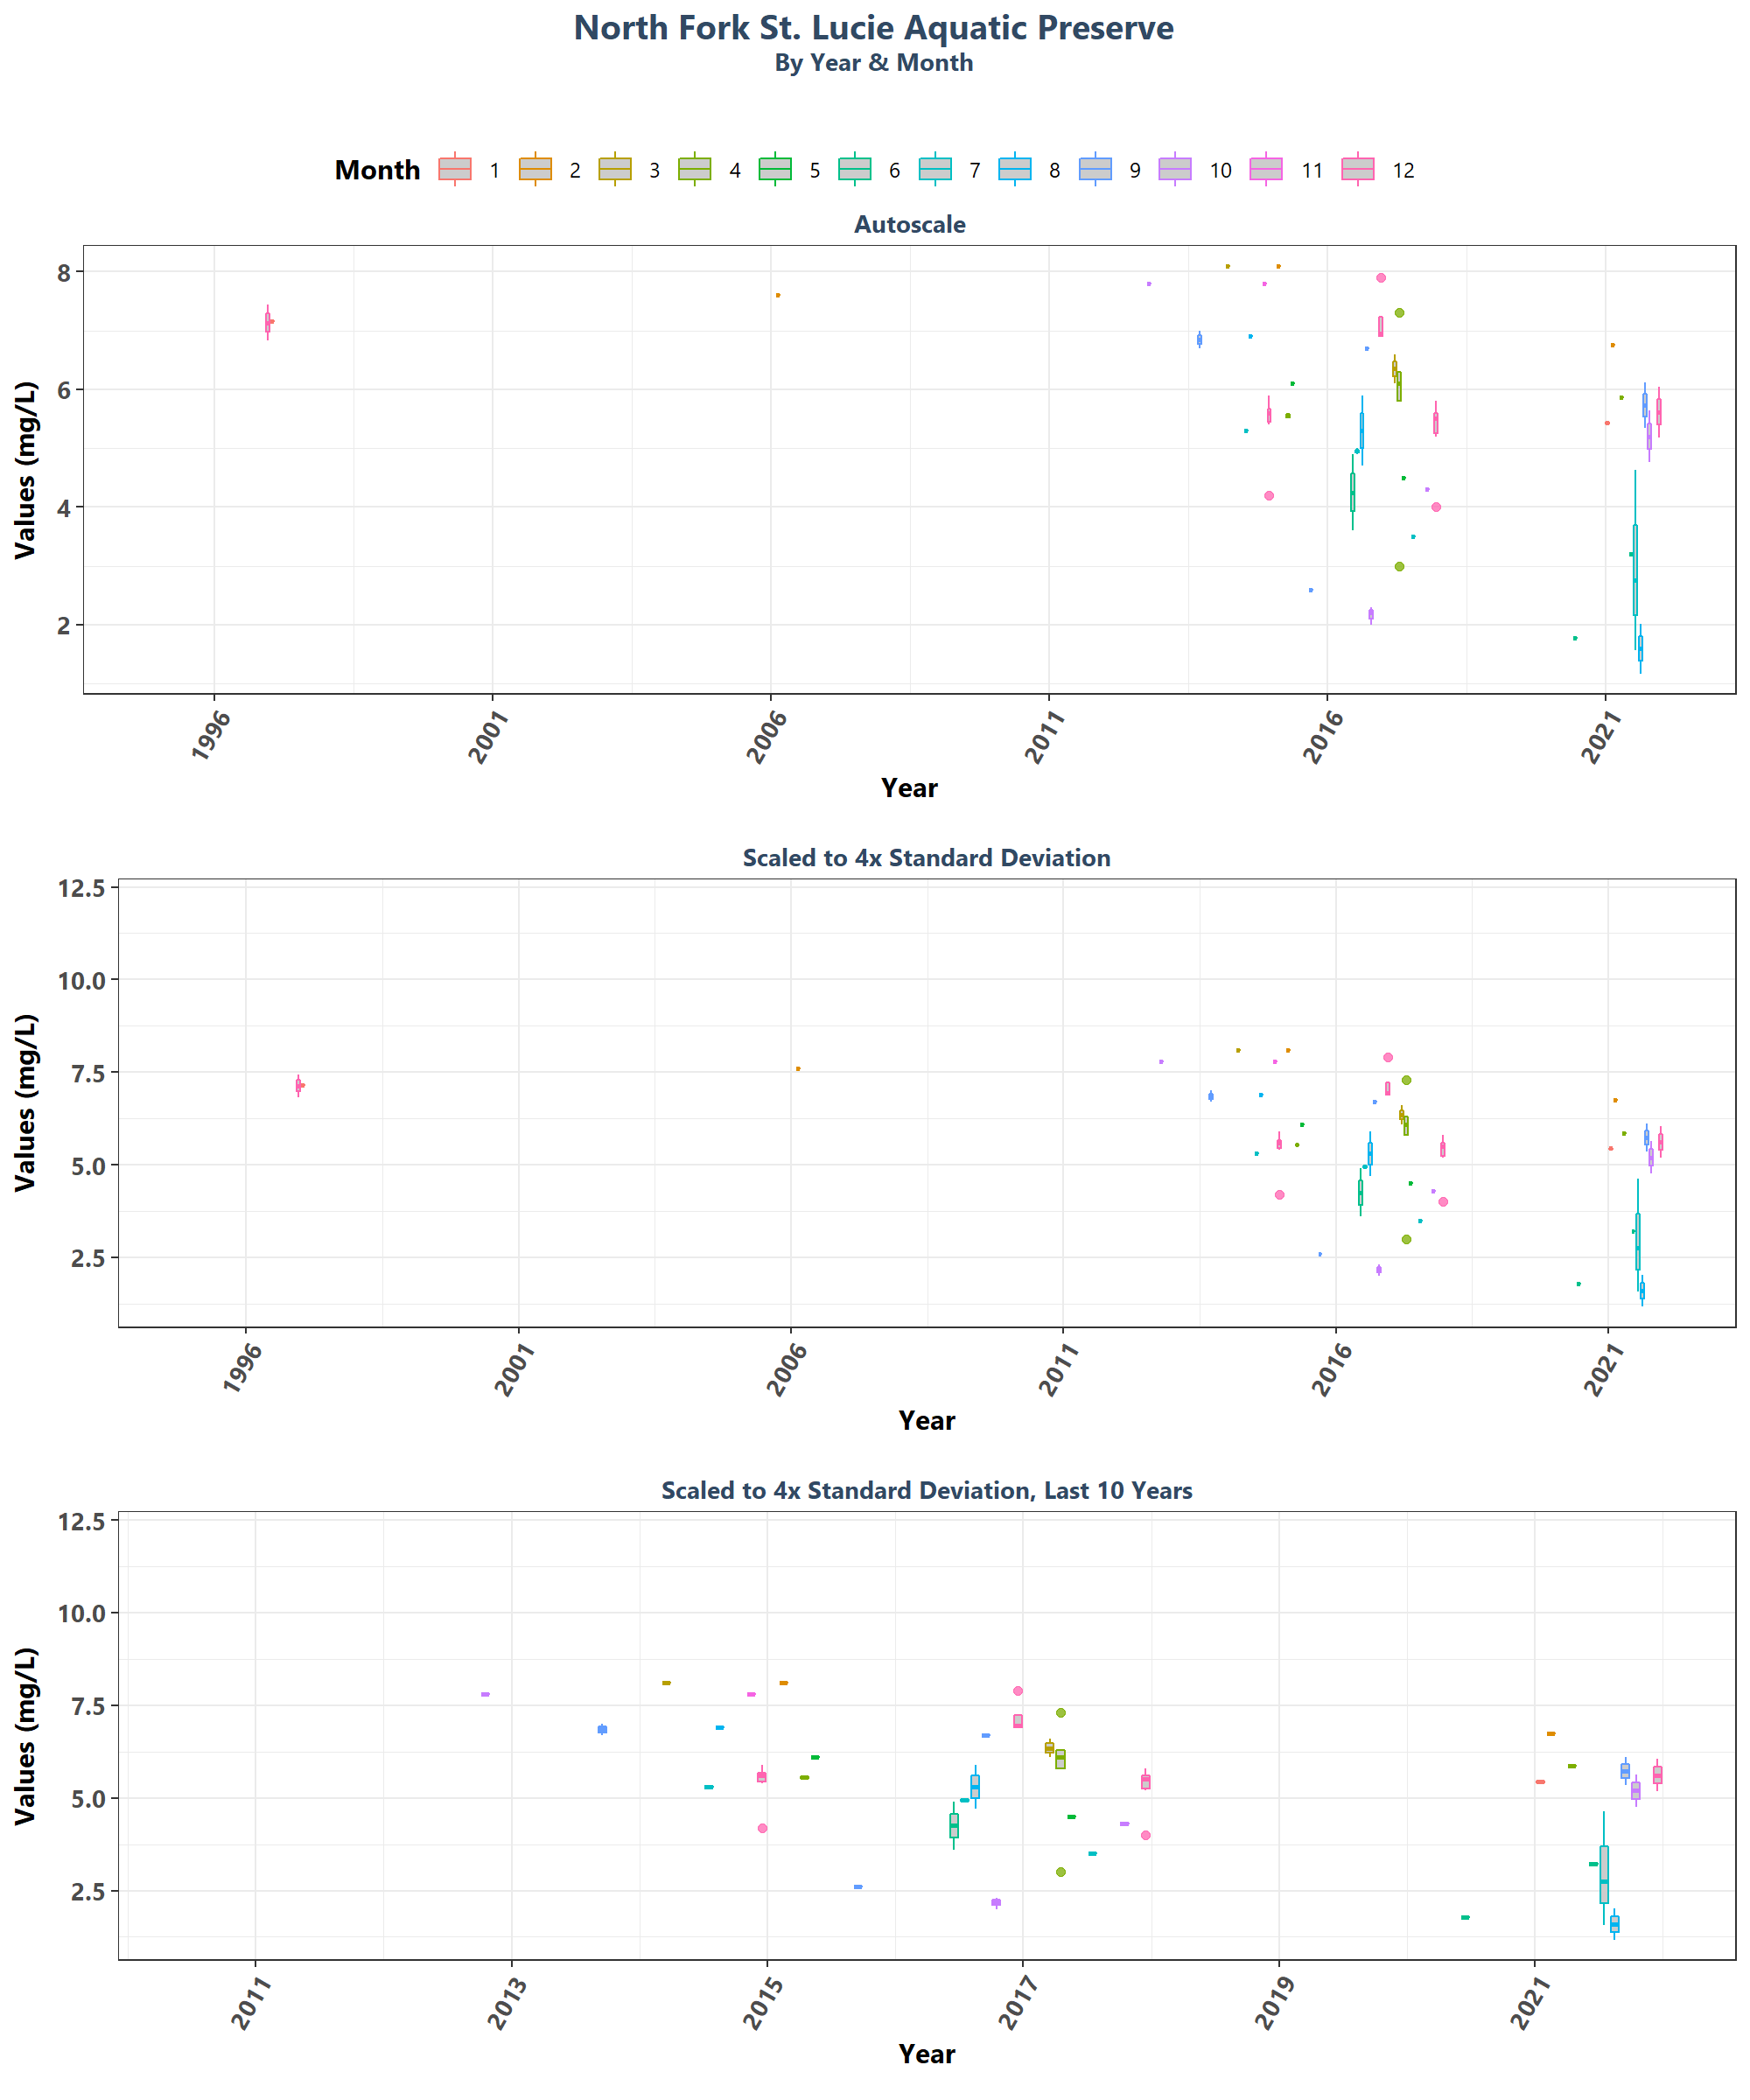 North Fork St. Lucie Aquatic Preserve
By Year & Month
Month 1 2 3 4 5 6 7 8 9 10 11 12
Autoscale
Values (mg/L)
8
6
4
2
1996 2001 2006 2011 2016 2021
Year
Scaled to 4x Standard Deviation
Values (mg/L)
12.5
10.0
7.5
5.0
2.5
1996 2001 2006 2011 2016 2021
Year
Scaled to 4x Standard Deviation, Last 10 Years
Values (mg/L)
12.5
10.0
7.5
5.0
2.5
2011 2013 2015 2017 2019 2021
Year